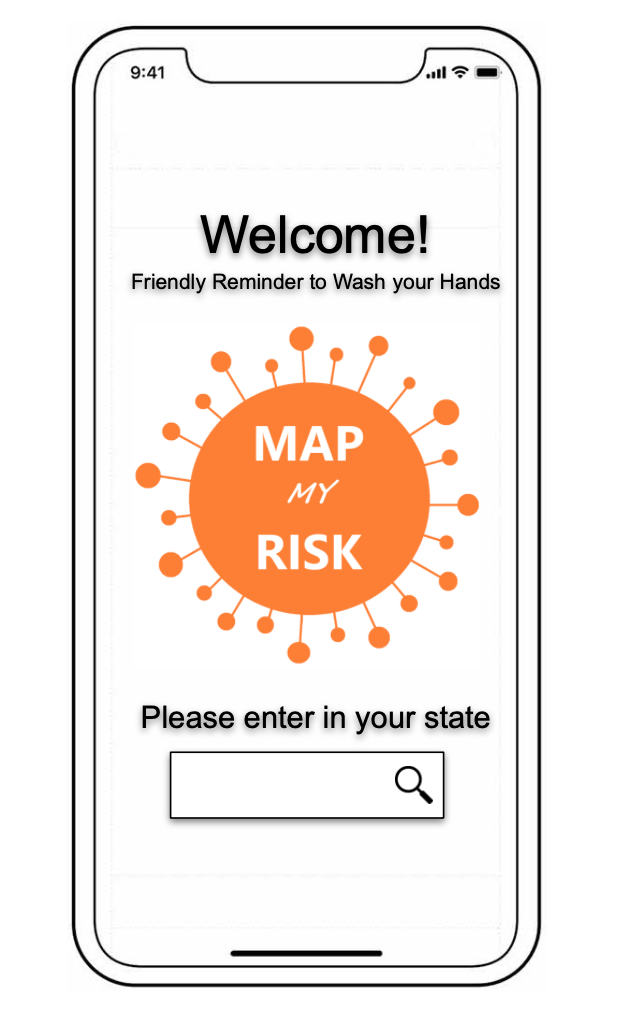 9:41
Welcome!
Friendly Reminder to Wash your Hands
MAP
MY
RISK
Please enter in your state